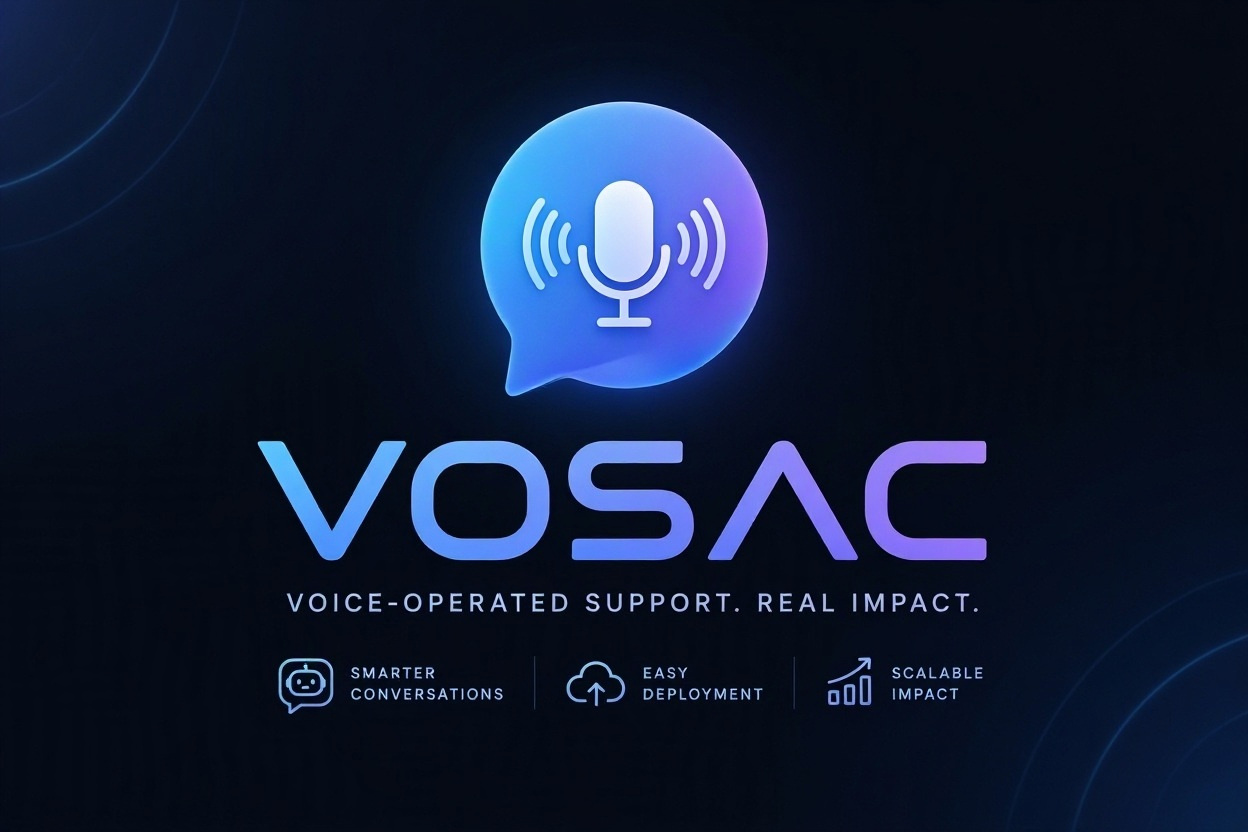 VOSAC
VOICE-OPERATED SUPPORT. REAL IMPACT.
SMARTER
CONVERSATIONS
EASY
DEPLOYMENT
SCALABLE
IMPACT